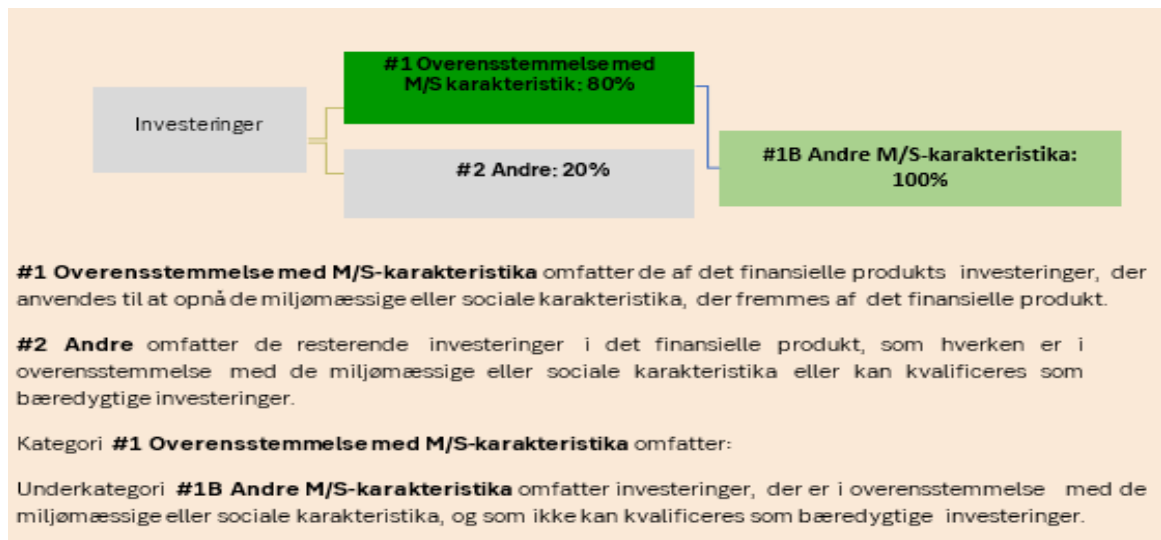 #1 Overensstemmelse med
M/S karakteristik: 80%
Investeringer
#2 Andre: 20%
#1B Andre M/S-karakteristika:
100%
#1 Overensstemmelse med M/S-karakteristika omfatter de af det finansielle produkts investeringer, der
anvendes til at opnå de miljømæssige eller sociale karakteristika, der fremmes af det finansielle produkt.
#2 Andre omfatter de resterende investeringer i det finansielle produkt, som hverken er i
overensstemmelse med de miljømæssige eller sociale karakteristika eller kan kvalificeres som
bæredygtige investeringer.
Kategori #1 Overensstemmelse med M/S-karakteristika omfatter:
Underkategori #1B Andre M/S-karakteristika omfatter investeringer, der er i overensstemmelse med de
miljømæssige eller sociale karakteristika, og som ikke kan kvalificeres som bæredygtige investeringer.